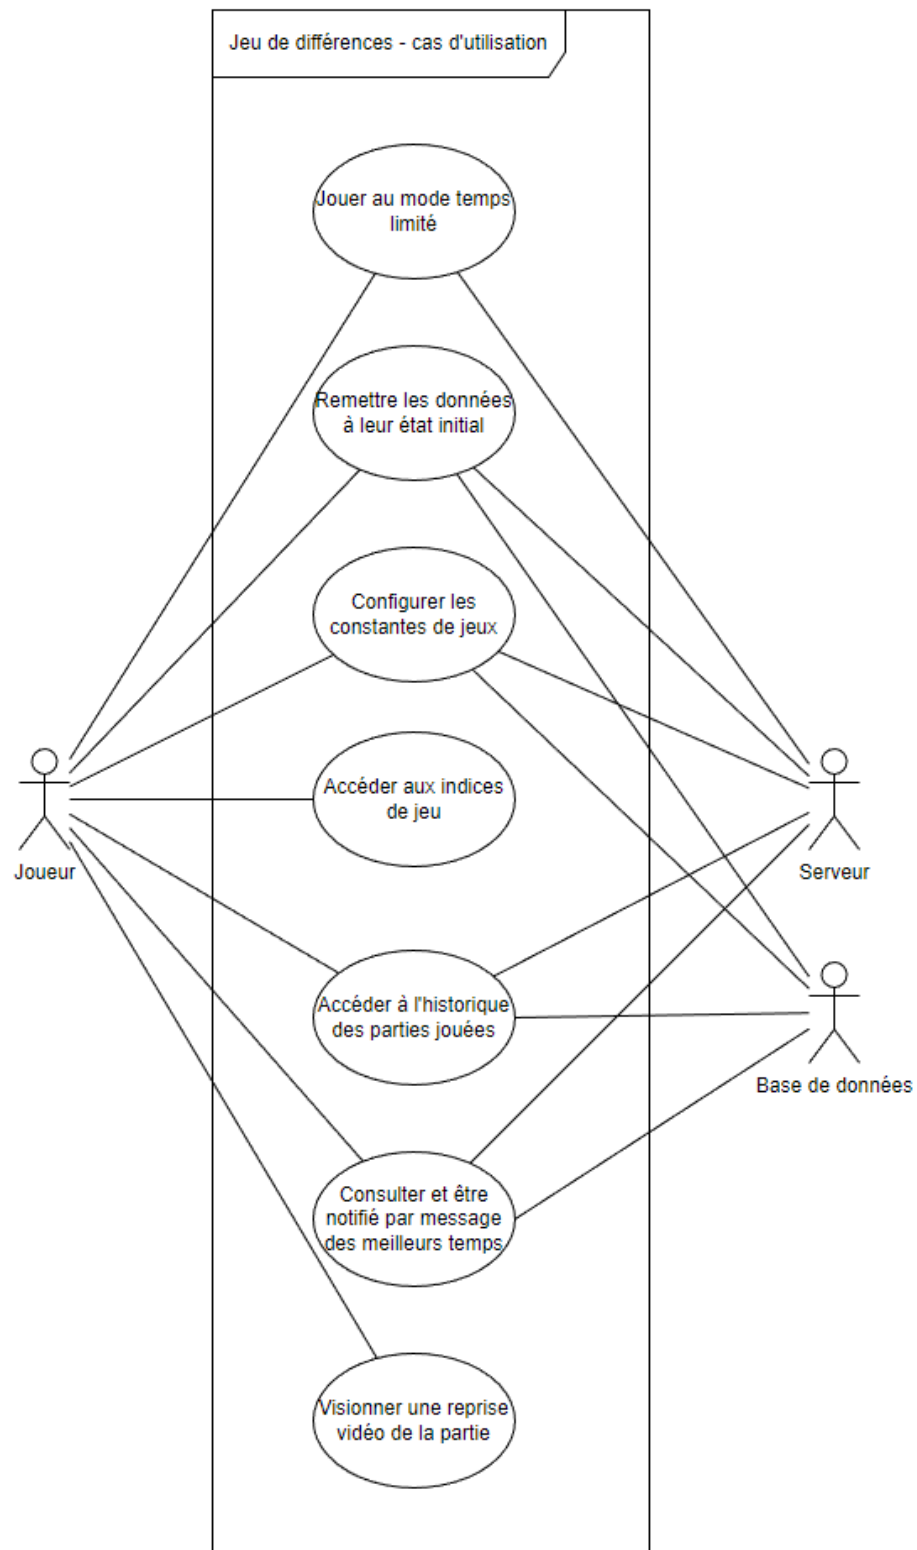 Jeu de différences - cas d'utilisation
Jouer au mode temps
limité
Remettre les données
à leur état initial
Configurer les
constantes de jeux
Accéder aux indices
de jeu
Joueur
Serveur
Accéder à l'historique
des parties jouées
Base de données
Consulter et être
notifié par message
des meilleurs temps
Visionner une reprise
vidéo de la partie